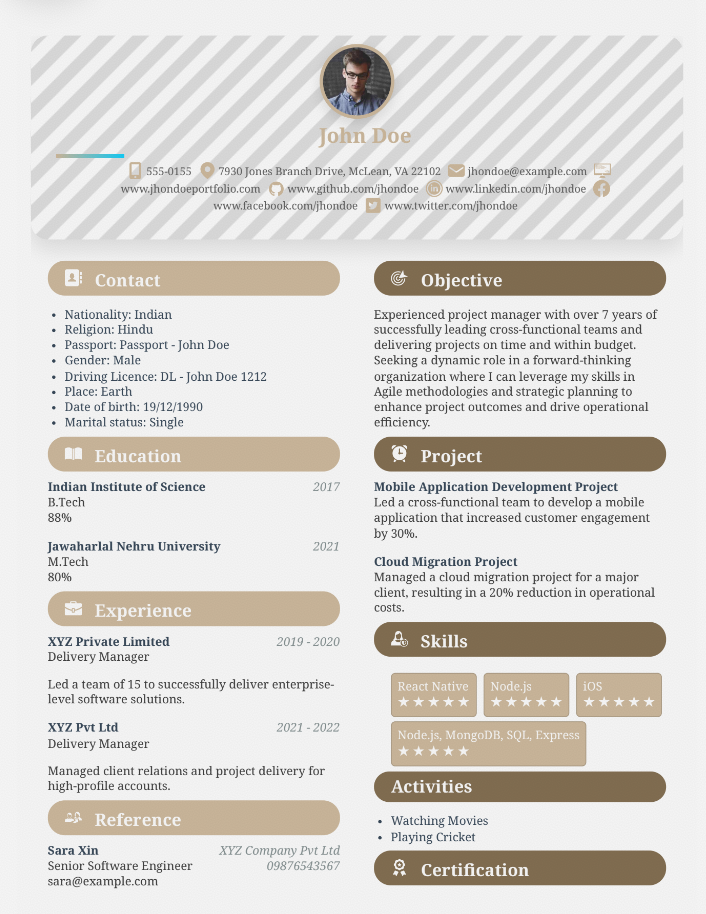 John Doe
555-0155 7930 Jones Branch Drive, McLean, VA 22102 jhondoe@example.com
www.jhondoeportfolio.com www.github.com/jhondoe www.linkedin.com/jhondoe
www.facebook.com/jhondoe www.twitter.com/jhondoe
Contact
Nationality: Indian
Religion: Hindu
Passport: Passport - John Doe
Gender: Male
Driving Licence: DL - John Doe 1212
Place: Earth
Date of birth: 19/12/1990
Marital status: Single
Education
Indian Institute of Science 2017
B.Tech
88%
Jawaharlal Nehru University 2021
M.Tech
80%
Experience
XYZ Private Limited 2019 - 2020
Delivery Manager
Led a team of 15 to successfully deliver enterprise-
level software solutions.
XYZ Pvt Ltd 2021 - 2022
Delivery Manager
Managed client relations and project delivery for
high-profile accounts.
Reference
Sara Xin XYZ Company Pvt Ltd
Senior Software Engineer 09876543567
sara@example.com
Objective
Experienced project manager with over 7 years of
successfully leading cross-functional teams and
delivering projects on time and within budget.
Seeking a dynamic role in a forward-thinking
organization where I can leverage my skills in
Agile methodologies and strategic planning to
enhance project outcomes and drive operational
efficiency.
Project
Mobile Application Development Project
Led a cross-functional team to develop a mobile
application that increased customer engagement
by 30%.
Cloud Migration Project
Managed a cloud migration project for a major
client, resulting in a 20% reduction in operational
costs.
Skills
React Native Node.js iOS
★★★★★ ★★★★★ ★★★★★
Node.js, MongoDB, SQL, Express
★★★★★
Activities
Watching Movies
Playing Cricket
Certification